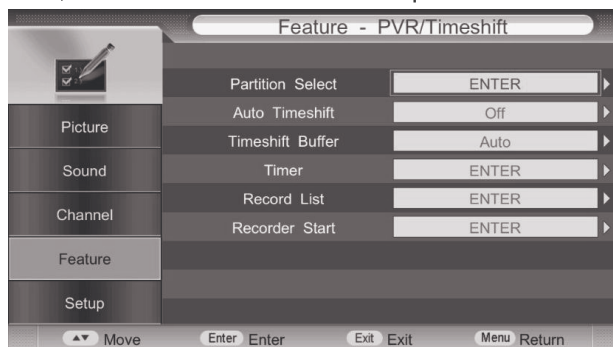 Feature - PVR/Timeshift
Partition Select ENTER
Auto Timeshift Off
Timeshift Buffer Auto
Timer ENTER
Record List ENTER
Recorder Start ENTER
Picture
Sound
Channel
Feature
Setup
Move Enter Enter Exit Exit Menu Return